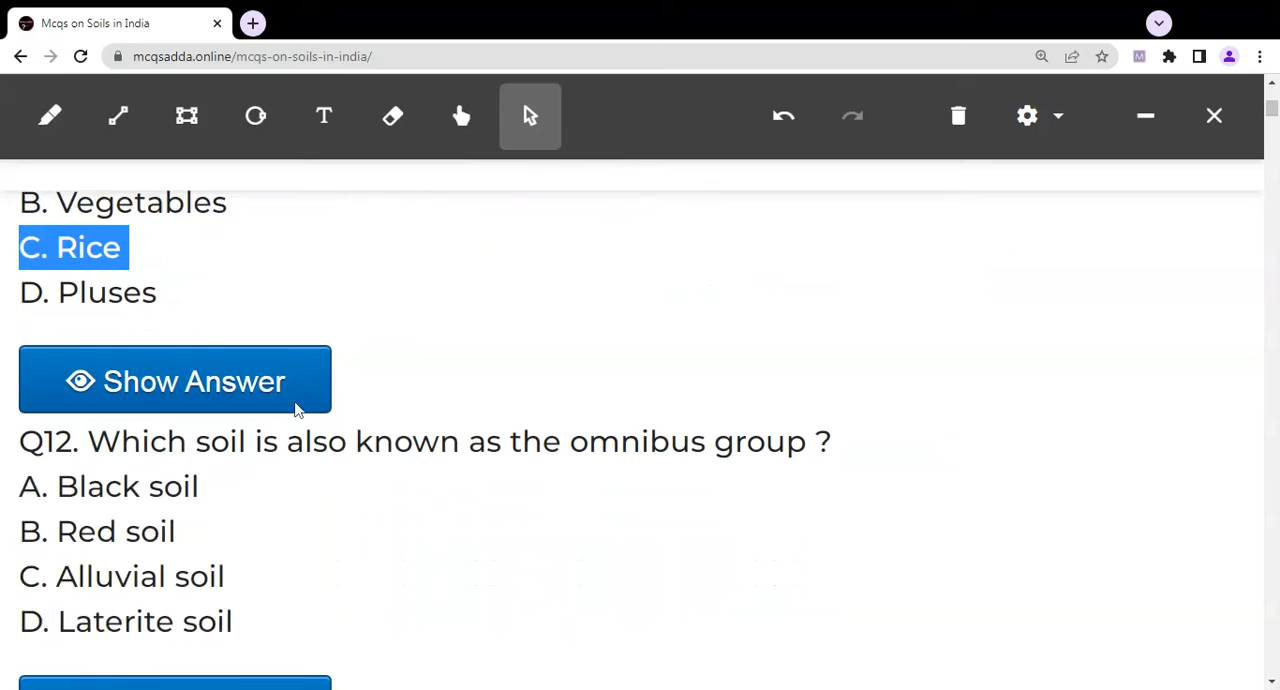 Mcqs on Soils in India
mcqsadda.online/mcqs-on-soils-in-india/
B. Vegetables
C. Rice
D. Pluses
Show Answer
Q12. Which soil is also known as the omnibus group ?
A. Black soil
B. Red soil
C. Alluvial soil
D. Laterite soil